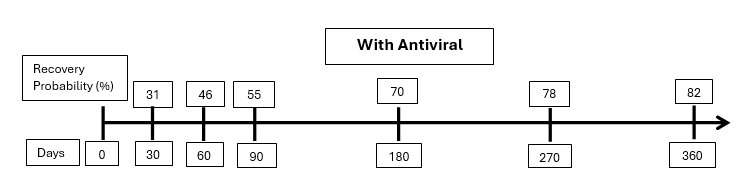 With Antiviral
Recovery
Probability (%)
31 46 55 70 78 82
Days 0 30 60 90 180 270 360